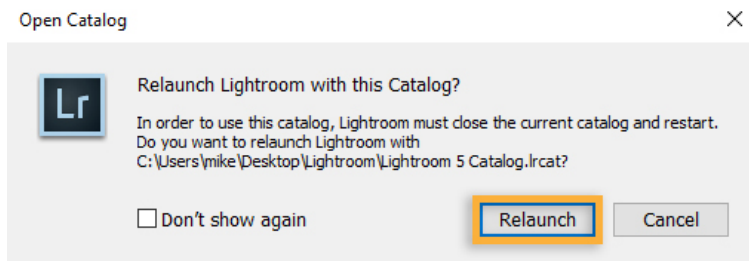 Open Catalog
Lr
Relaunch Lightroom with this Catalog?
In order to use this catalog, Lightroom must close the current catalog and restart.
Do you want to relaunch Lightroom with
C:\Users\mike\Desktop\Lightroom\Lightroom 5 Catalog.lrcat?
Don't show again
Relaunch
Cancel